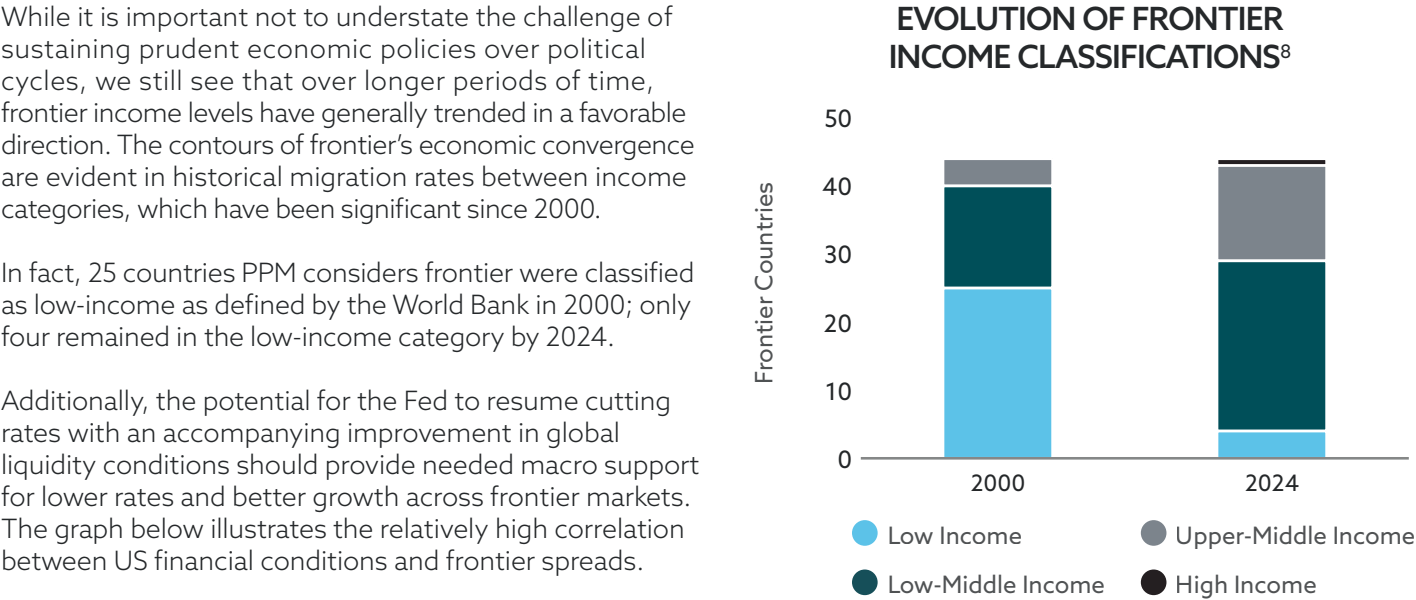 While it is important not to understate the challenge of
sustaining prudent economic policies over political
cycles, we still see that over longer periods of time,
frontier income levels have generally trended in a favorable
direction. The contours of frontier’s economic convergence
are evident in historical migration rates between income
categories, which have been significant since 2000.
In fact, 25 countries PPM considers frontier were classified
as low-income as defined by the World Bank in 2000; only
four remained in the low-income category by 2024.
Additionally, the potential for the Fed to resume cutting
rates with an accompanying improvement in global
liquidity conditions should provide needed macro support
for lower rates and better growth across frontier markets.
The graph below illustrates the relatively high correlation
between US financial conditions and frontier spreads.
EVOLUTION OF FRONTIER
INCOME CLASSIFICATIONS⁸
Frontier Countries
50
40
30
20
10
0
2000 2024
Low Income Upper-Middle Income
Low-Middle Income High Income